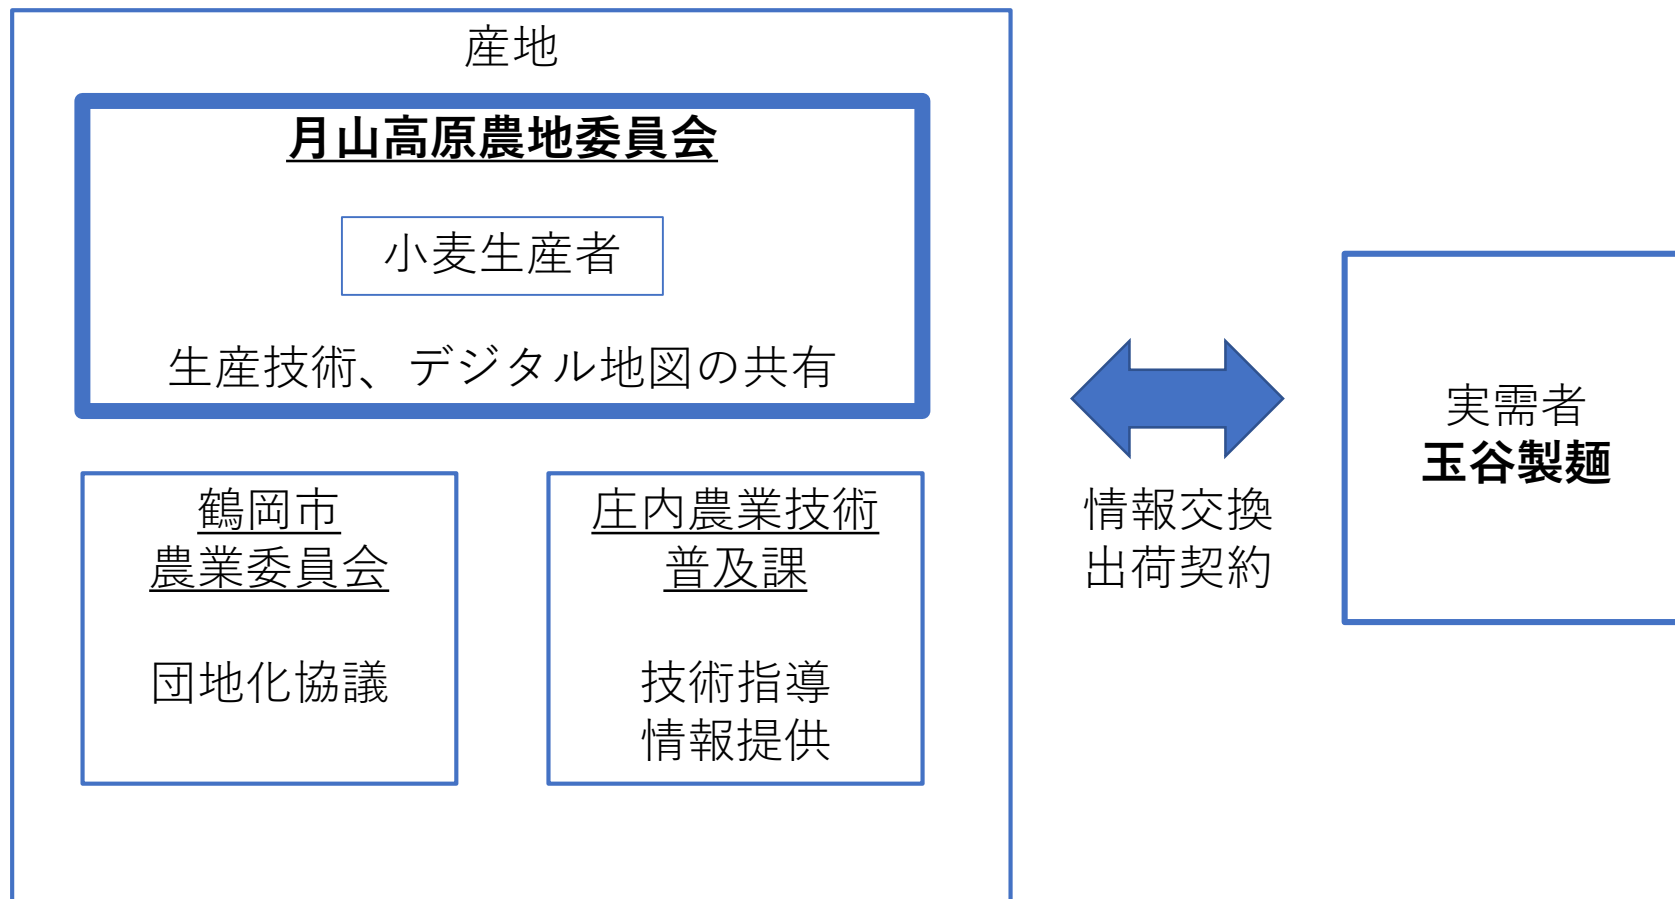 産地
月山高原農地委員会
小麦生産者
生産技術、デジタル地図の共有
鶴岡市
農業委員会
団地化協議
庄内農業技術
普及課
技術指導
情報提供
情報交換
出荷契約
実需者
玉谷製麺